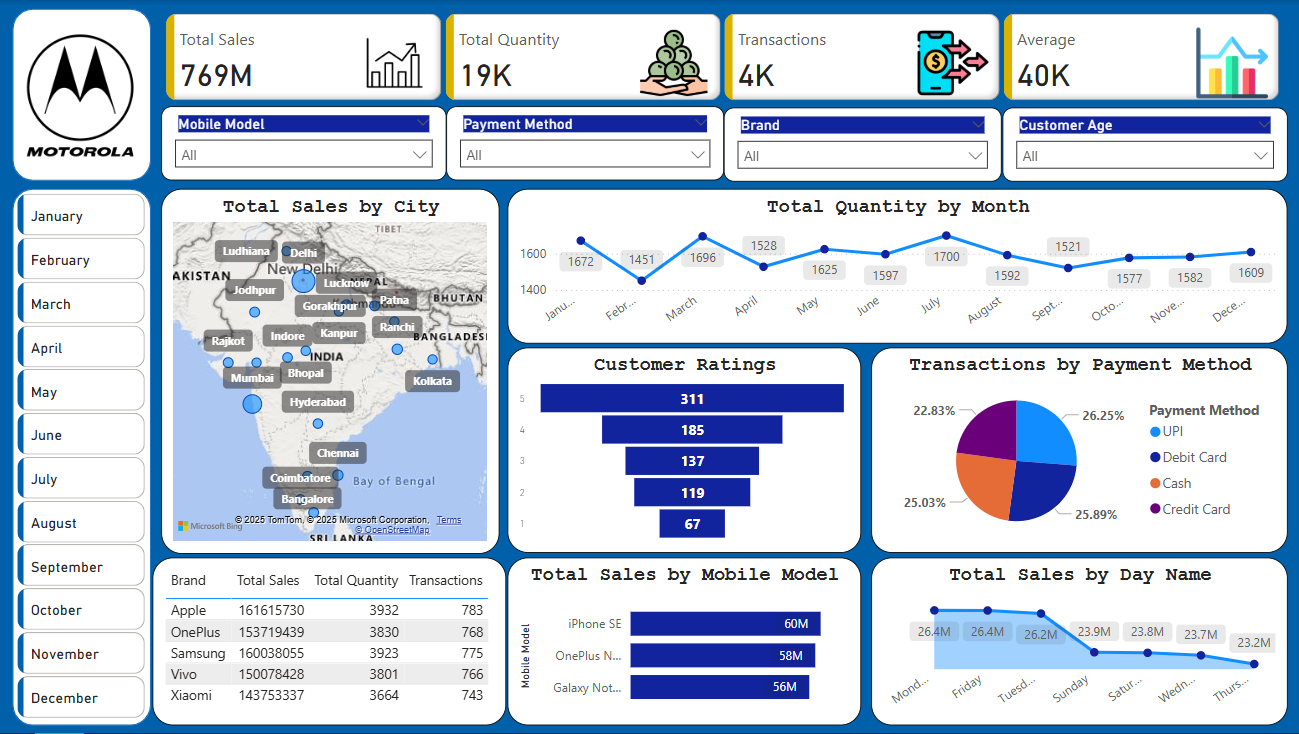 MOTOROLA
Total Sales
769M
Total Quantity
19K
Transactions
4K
Average
40K
Mobile Model
All
Payment Method
All
Brand
All
Customer Age
All
January
February
March
April
May
June
July
August
September
October
November
December
Total Sales by City
TIBET
Ludhiana
Delhi
New Delhi
AKISTAN
Lucknow
NEPAL
Jodhpur
Patna
BHUTAN
Gorakhpur
Ranchi
Kanpur
Indore
Rajkot
BANGLADES
INDIA
Bhopal
Mumbai
Kolkata
Hyderabad
Chennai
Coimbatore
Bay of Bengal
Bangalore
© 2025 TomTom, © 2025 Microsoft Corporation, Terms
Microsoft Bing
© OpenStreetMap
SRI LANKA
Total Quantity by Month
1600
1400
1672
1451
1696
1528
1625
1597
1700
1592
1521
1577
1582
1609
Janu...
Febr...
March
April
May
June
July
August
Sept...
Octo...
Nove...
Dece...
Customer Ratings
5 311
4 185
3 137
2 119
1 67
Transactions by Payment Method
22.83%
26.25%
25.03%
25.89%
Payment Method
UPI
Debit Card
Cash
Credit Card
Brand Total Sales Total Quantity Transactions
Apple 161615730 3932 783
OnePlus 153719439 3830 768
Samsung 160038055 3923 775
Vivo 150078428 3801 766
Xiaomi 143753337 3664 743
Total Sales by Mobile Model
Mobile Model
iPhone SE 60M
OnePlus N... 58M
Galaxy Not... 56M
Total Sales by Day Name
26.4M
26.4M
26.2M
23.9M
23.8M
23.7M
23.2M
Mond...
Friday
Tuesd...
Sunday
Satur...
Wedn...
Thurs...